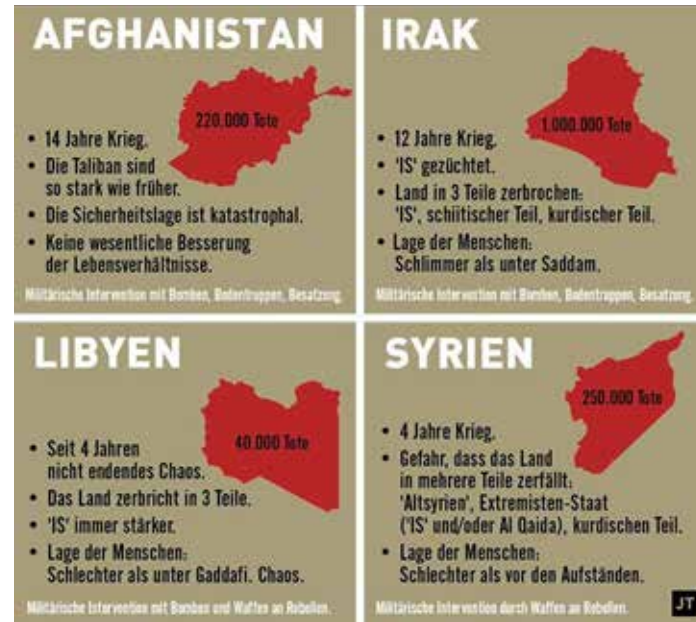 AFGHANISTAN
220.000 Tote
• 14 Jahre Krieg.
• Die Taliban sind
so stark wie früher.
• Die Sicherheitslage ist katastrophal.
• Keine wesentliche Besserung
der Lebensverhältnisse.
Militärische Intervention mit Bomben, Bodentruppen, Besatzung.
IRAK
1.000.000 Tote
• 12 Jahre Krieg.
• 'IS' gezüchtet.
• Land in 3 Teile zerbrochen:
'IS', schiitischer Teil, kurdischer Teil.
• Lage der Menschen:
Schlimmer als unter Saddam.
Militärische Intervention mit Bomben, Bodentruppen, Besatzung.
LIBYEN
40.000 Tote
• Seit 4 Jahren
nicht endendes Chaos.
• Das Land zerbricht in 3 Teile.
• 'IS' immer stärker.
• Lage der Menschen:
Schlechter als unter Gaddafi. Chaos.
Militärische Intervention mit Bomben und Waffen an Rebellen.
SYRIEN
250.000 Tote
• 4 Jahre Krieg.
• Gefahr, dass das Land
in mehrere Teile zerfällt:
'Altsyrien', Extremisten-Staat
('IS' und/oder Al Qaida), kurdischen Teil.
• Lage der Menschen:
Schlechter als vor den Aufständen.
Militärische Intervention durch Waffen an Rebellen.
JT